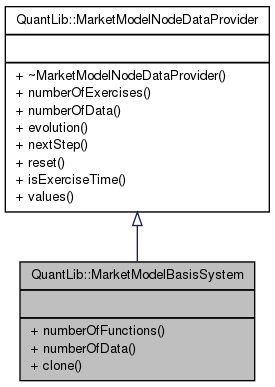 QuantLib::MarketModelNodeDataProvider
+ ~MarketModelNodeDataProvider()
+ numberOfExercises()
+ numberOfData()
+ evolution()
+ nextStep()
+ reset()
+ isExerciseTime()
+ values()
QuantLib::MarketModelBasisSystem
+ numberOfFunctions()
+ numberOfData()
+ clone()